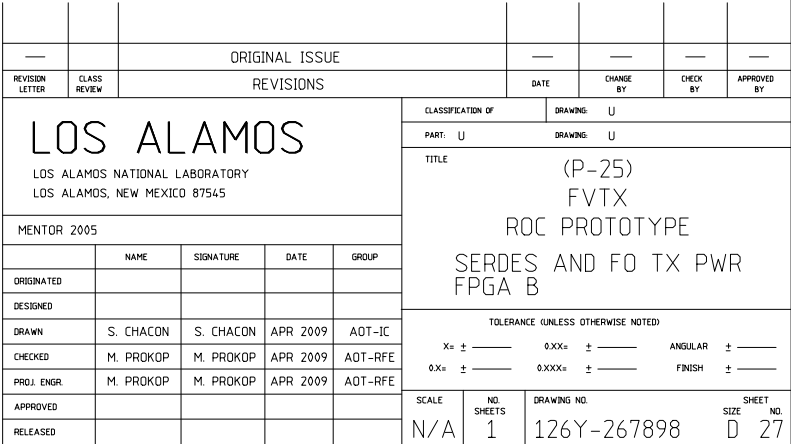 — ORIGINAL ISSUE — — — —
REVISION LETTER CLASS REVIEW REVISIONS DATE CHANGE BY CHECK BY APPROVED BY
CLASSIFICATION OF DRAWING: U
PART: U DRAWING: U
LOS ALAMOS
LOS ALAMOS NATIONAL LABORATORY
LOS ALAMOS, NEW MEXICO 87545
MENTOR 2005
TITLE
(P-25)
FVTX
ROC PROTOTYPE
SERDES AND FO TX PWR
FPGA B
NAME SIGNATURE DATE GROUP
ORIGINATED
DESIGNED
DRAWN S. CHACON S. CHACON APR 2009 AOT-IC
CHECKED M. PROKOP M. PROKOP APR 2009 AOT-RFE
PROJ. ENGR. M. PROKOP M. PROKOP APR 2009 AOT-RFE
APPROVED
RELEASED
TOLERANCE (UNLESS OTHERWISE NOTED)
X= ± —— 0.XX= ± —— ANGULAR ± ——
0.X= ± —— 0.XXX= ± —— FINISH ± ——
SCALE NO. SHEETS DRAWING NO. SIZE SHEET NO.
N/A 1 126Y-267898 D 27